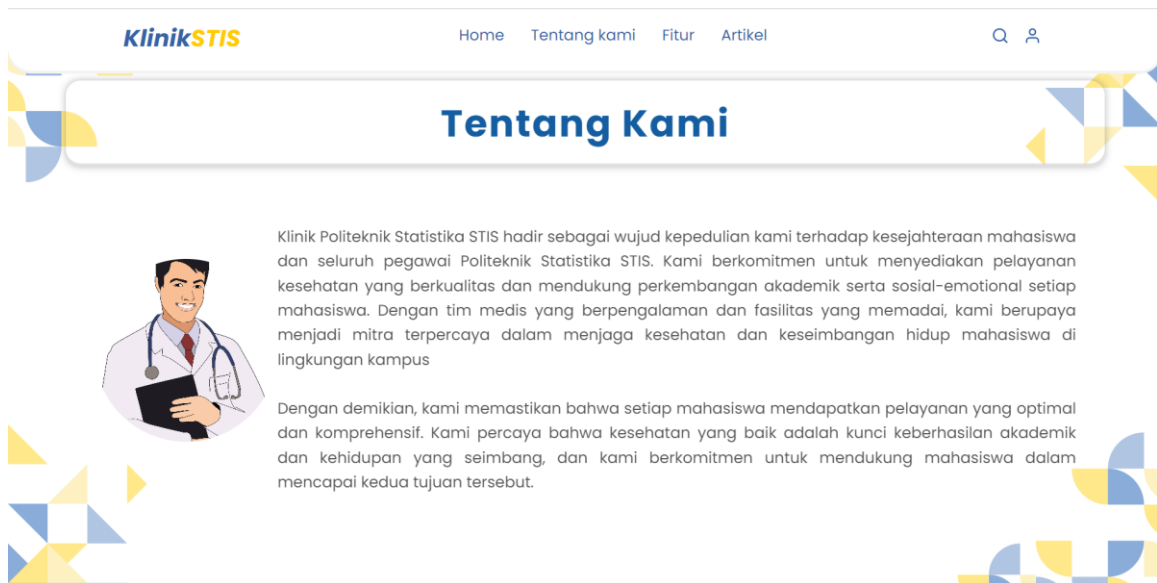 KlinikSTIS
Home Tentang kami Fitur Artikel
Tentang Kami
Klinik Politeknik Statistika STIS hadir sebagai wujud kepedulian kami terhadap kesejahteraan mahasiswa
dan seluruh pegawai Politeknik Statistika STIS. Kami berkomitmen untuk menyediakan pelayanan
kesehatan yang berkualitas dan mendukung perkembangan akademik serta sosial-emotional setiap
mahasiswa. Dengan tim medis yang berpengalaman dan fasilitas yang memadai, kami berupaya
menjadi mitra terpercaya dalam menjaga kesehatan dan keseimbangan hidup mahasiswa di
lingkungan kampus
Dengan demikian, kami memastikan bahwa setiap mahasiswa mendapatkan pelayanan yang optimal
dan komprehensif. Kami percaya bahwa kesehatan yang baik adalah kunci keberhasilan akademik
dan kehidupan yang seimbang, dan kami berkomitmen untuk mendukung mahasiswa dalam
mencapai kedua tujuan tersebut.